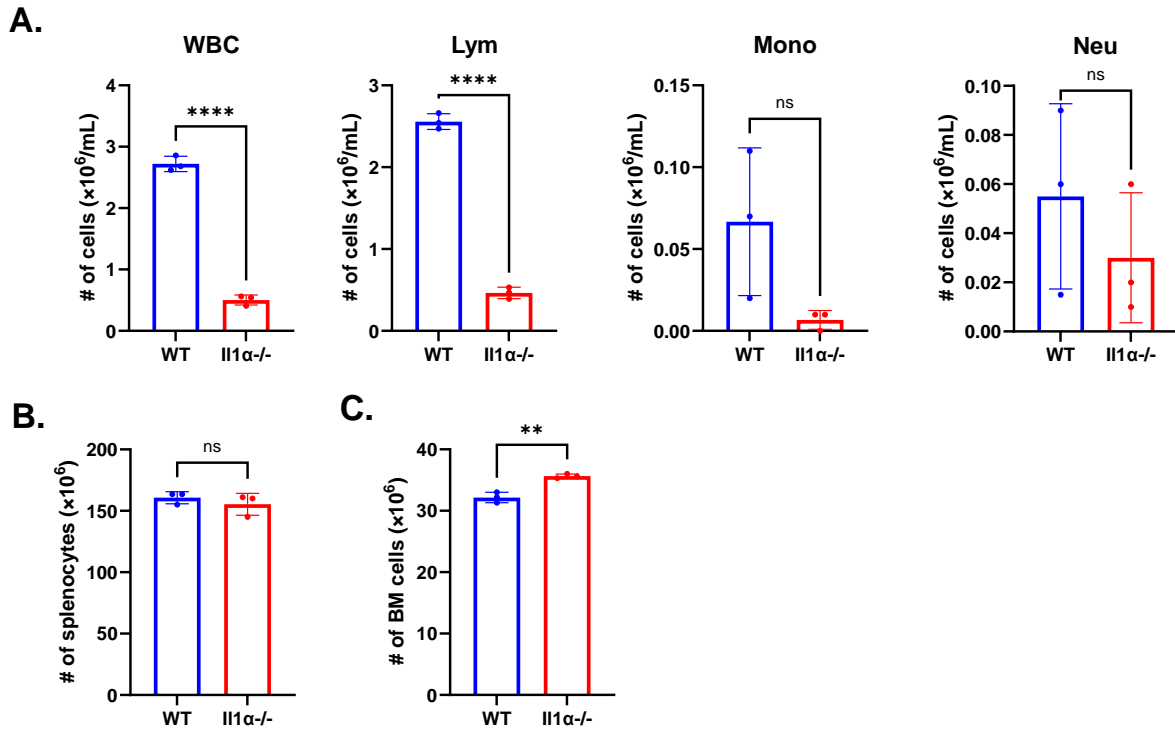 A.
WBC
# of cells (×10⁶/mL)
4
3
2
1
0
****
WT
Il1α-/-
Lym
# of cells (×10⁶/mL)
3
2
1
0
****
WT
Il1α-/-
Mono
# of cells (×10⁶/mL)
0.15
0.10
0.05
0.00
ns
WT
Il1α-/-
Neu
# of cells (×10⁶/mL)
0.10
0.08
0.06
0.04
0.02
0.00
ns
WT
Il1α-/-
B.
# of splenocytes (×10⁶)
200
150
100
50
0
ns
WT
Il1α-/-
C.
# of BM cells (×10⁶)
40
30
20
10
0
**
WT
Il1α-/-